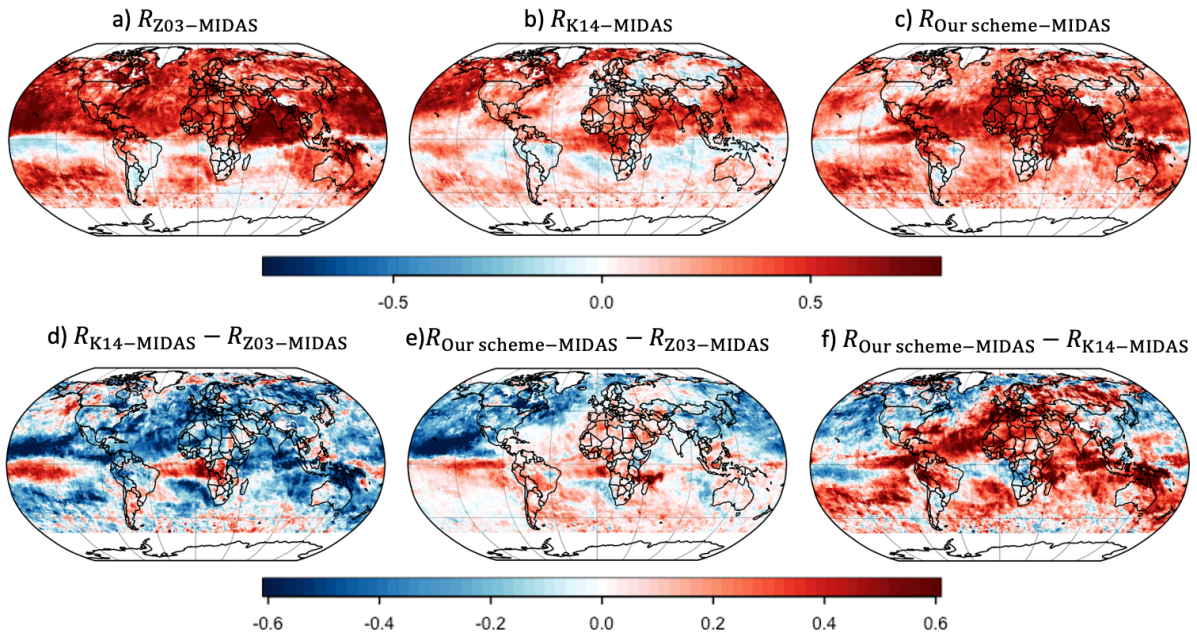 a) R_Z03−MIDAS
b) R_K14−MIDAS
c) R_Our scheme−MIDAS
-0.5 0.0 0.5
d) R_K14−MIDAS − R_Z03−MIDAS
e)R_Our scheme−MIDAS − R_Z03−MIDAS
f) R_Our scheme−MIDAS − R_K14−MIDAS
-0.6 -0.4 -0.2 0.0 0.2 0.4 0.6